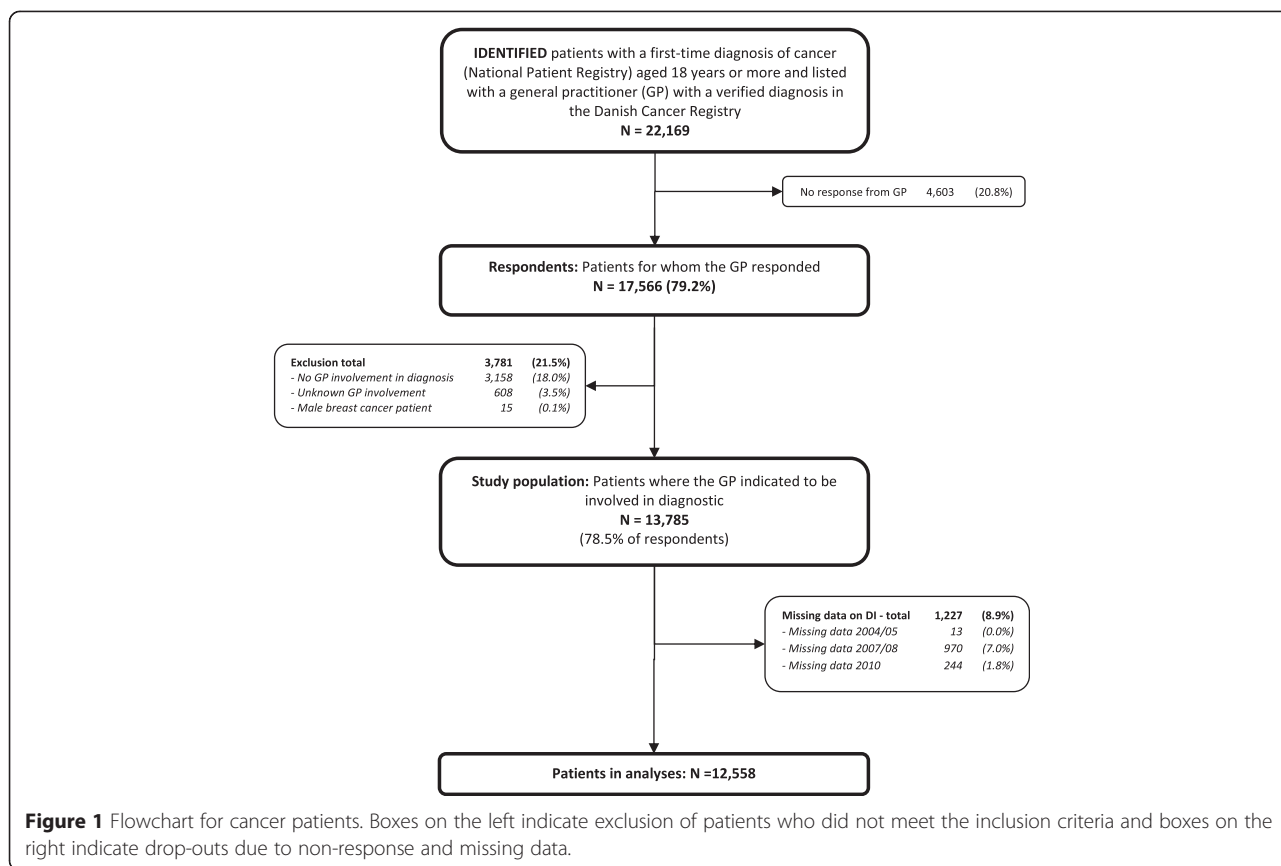 IDENTIFIED patients with a first-time diagnosis of cancer
(National Patient Registry) aged 18 years or more and listed
with a general practitioner (GP) with a verified diagnosis in
the Danish Cancer Registry
N = 22,169
No response from GP 4,603 (20.8%)
Respondents: Patients for whom the GP responded
N = 17,566 (79.2%)
Exclusion total 3,781 (21.5%)
- No GP involvement in diagnosis 3,158 (18.0%)
- Unknown GP involvement 608 (3.5%)
- Male breast cancer patient 15 (0.1%)
Study population: Patients where the GP indicated to be
involved in diagnostic
N = 13,785
(78.5% of respondents)
Missing data on DI - total 1,227 (8.9%)
- Missing data 2004/05 13 (0.0%)
- Missing data 2007/08 970 (7.0%)
- Missing data 2010 244 (1.8%)
Patients in analyses: N =12,558
Figure 1 Flowchart for cancer patients. Boxes on the left indicate exclusion of patients who did not meet the inclusion criteria and boxes on the
right indicate drop-outs due to non-response and missing data.